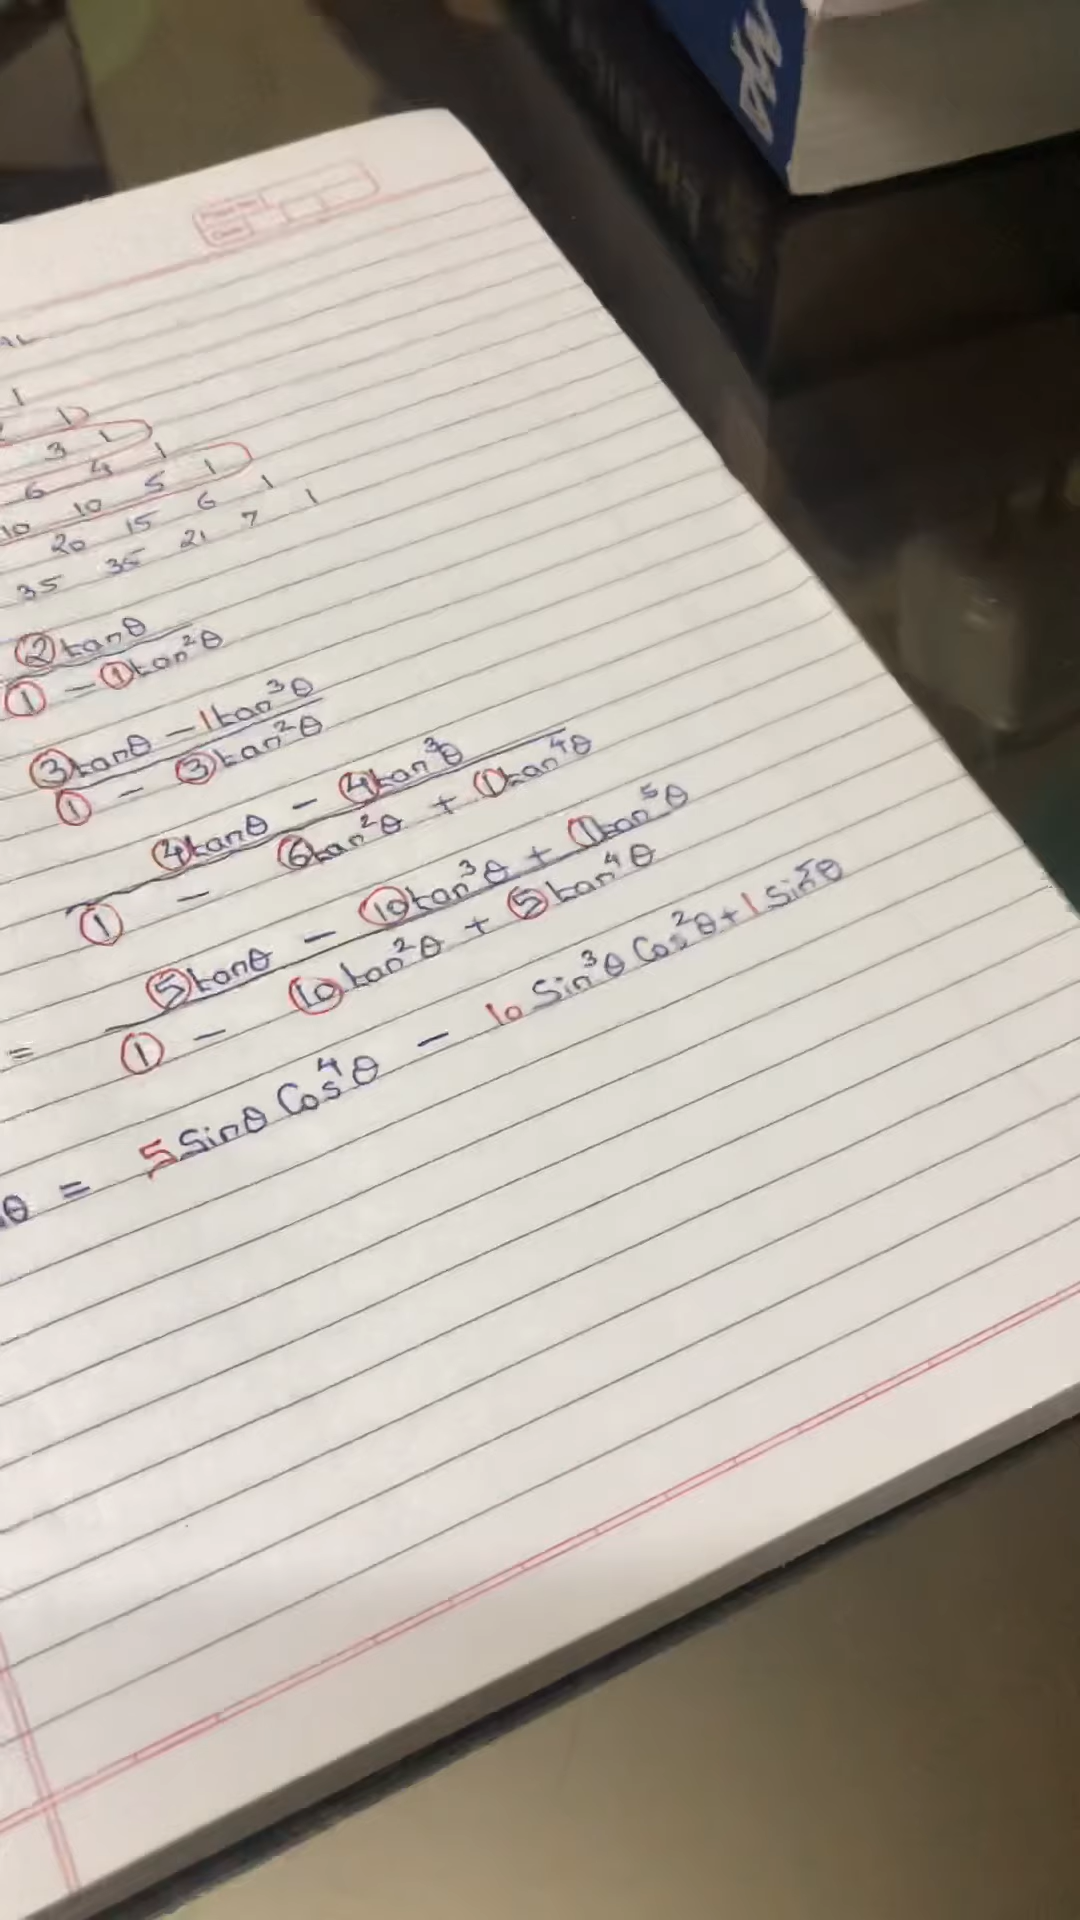 1
1
3 1
6 4 1
10 10 5 1
20 15 6 1
35 35 21 7 1
2tanθ
1 - 1tan²θ
3tanθ - 1tan³θ
1 - 3tan²θ
4tanθ - 4tan³θ
1 - 6tan²θ + 1tan⁴θ
5tanθ - 10tan³θ + 1tan⁵θ
= 1 - 10tan²θ + 5tan⁴θ
θ = 5 Sinθ Cos⁴θ - 10 Sin³θ Cos²θ + 1 Sin⁵θ